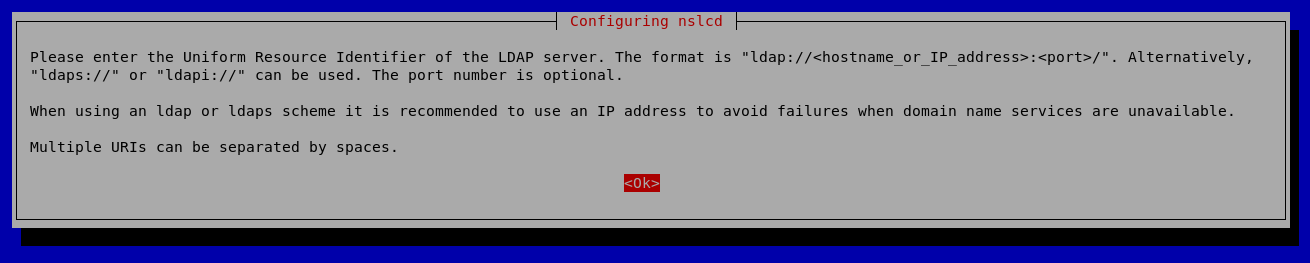 Configuring nslcd
Please enter the Uniform Resource Identifier of the LDAP server. The format is "ldap://<hostname_or_IP_address>:<port>/". Alternatively,
"ldaps://" or "ldapi://" can be used. The port number is optional.
When using an ldap or ldaps scheme it is recommended to use an IP address to avoid failures when domain name services are unavailable.
Multiple URIs can be separated by spaces.
<Ok>